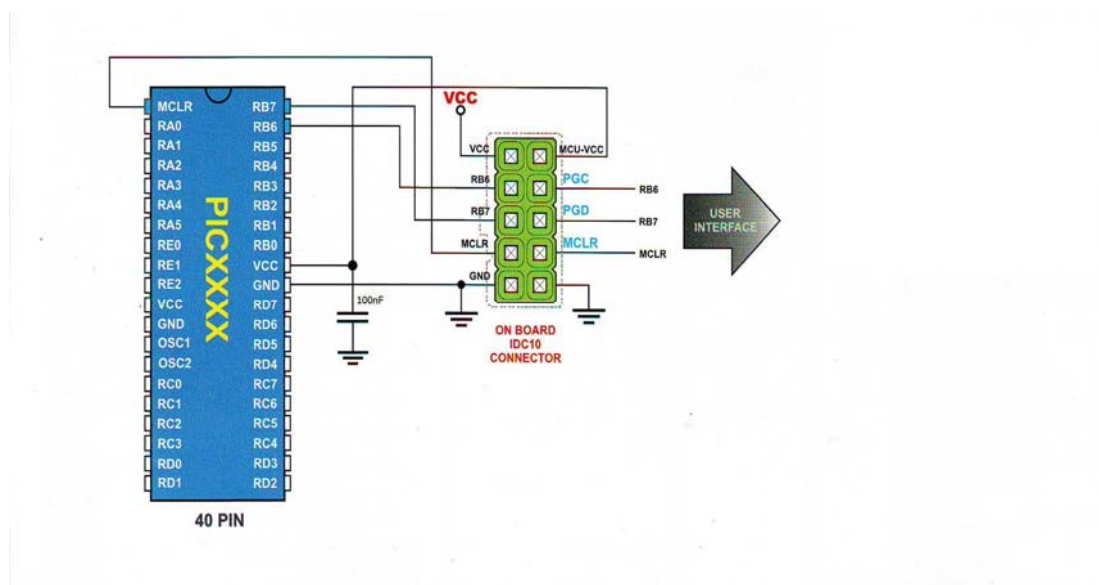 MCLR RB7
RA0 RB6
RA1 RB5
RA2 RB4
RA3 RB3
RA4 RB2
RA5 RB1
RE0 RB0
RE1 VCC
RE2 GND
VCC RD7
GND RD6
OSC1 RD5
OSC2 RD4
RC0 RC7
RC1 RC6
RC2 RC5
RC3 RC4
RD0 RD3
RD1 RD2
PICXXXX
40 PIN
100nF
VCC
VCC MCU-VCC
RB6 PGC RB6
RB7 PGD RB7
MCLR MCLR MCLR
GND
ON BOARD
IDC10
CONNECTOR
USER
INTERFACE